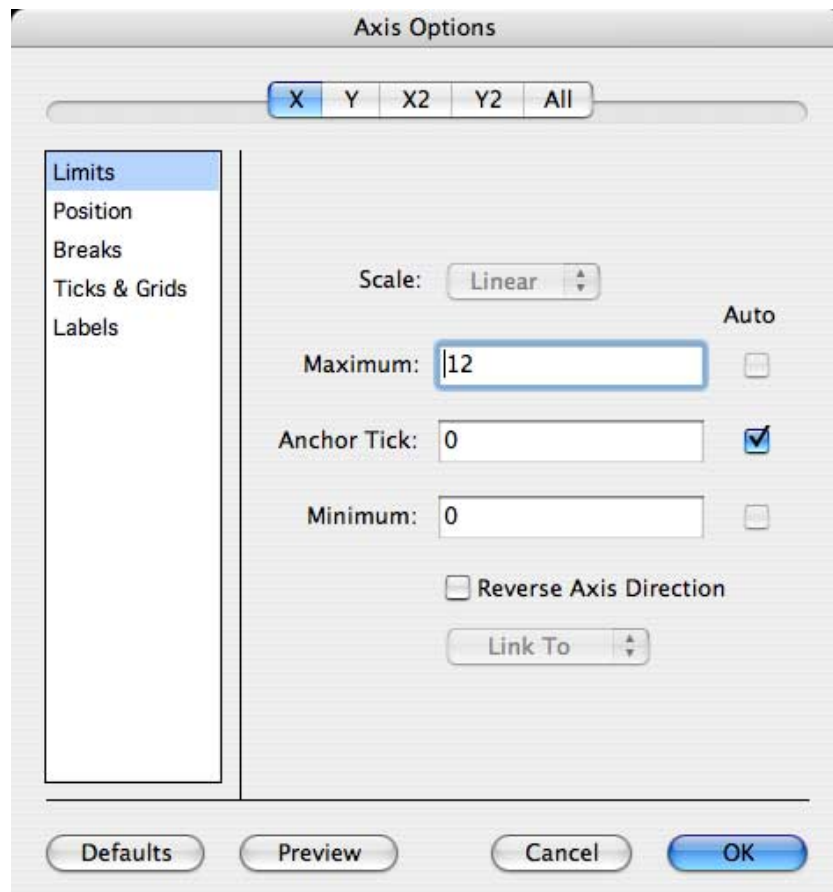 Axis Options
X Y X2 Y2 All
Limits
Position
Breaks
Ticks & Grids
Labels
Scale: Linear
Auto
Maximum: 12
Anchor Tick: 0
Minimum: 0
Reverse Axis Direction
Link To
Defaults Preview Cancel OK